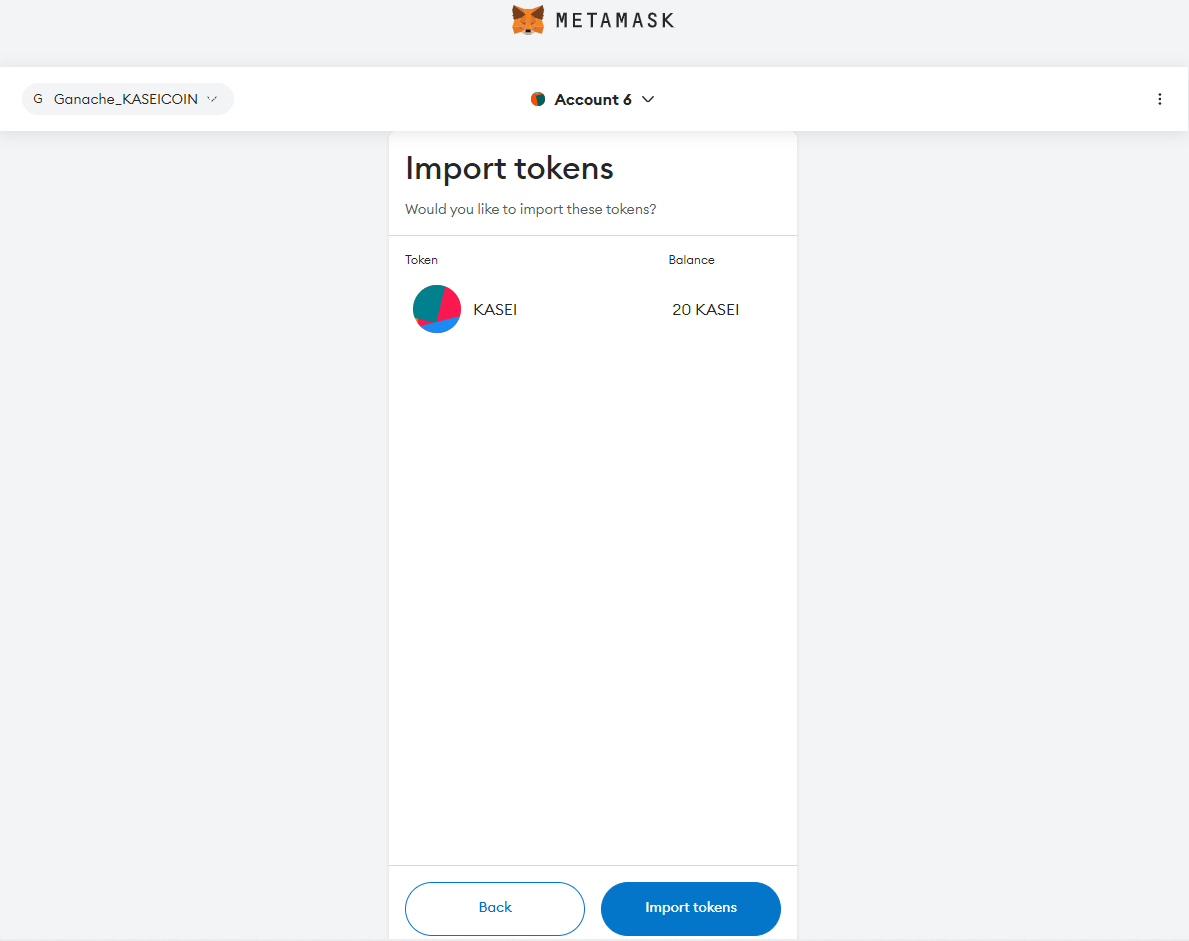 METAMASK
G Ganache_KASEICOIN
Account 6
Import tokens
Would you like to import these tokens?
Token Balance
KASEI 20 KASEI
Back Import tokens